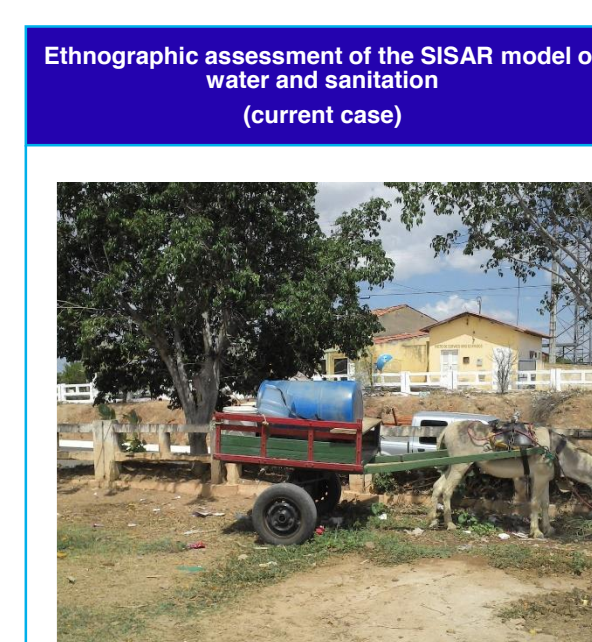 Ethnographic assessment of the SISAR model o
water and sanitation
(current case)